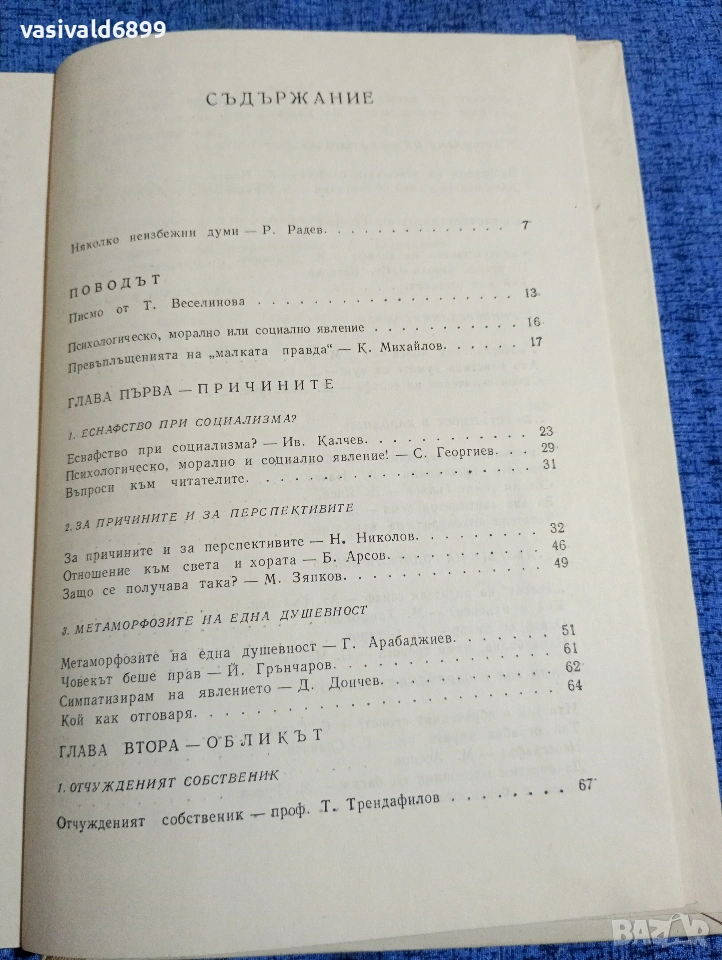 vasivald6899
СЪДЪРЖАНИЕ
Няколко неизбежни думи — Р. Радев. . . . . . . . . . . . 7
ПОВОДЪТ
Писмо от Т. Веселинова . . . . . . . . . . . . . . 13
Психологическо, морално или социално явление . . . . . . . . 16
Превъплъщенията на „малката правда“ — К. Михайлов. . . . . 17
ГЛАВА ПЪРВА — ПРИЧИНИТЕ
1. ЕСНАФСТВО ПРИ СОЦИАЛИЗМА?
Еснафство при социализма? — Ив. Калчев. . . . . . . . . . 23
Психологическо, морално и социално явление! — С. Георгиев. . . 29
Въпроси към читателите. . . . . . . . . . . . . . . 31
2. ЗА ПРИЧИНИТЕ И ЗА ПЕРСПЕКТИВИТЕ
За причините и за перспективите — Н. Николов. . . . . . . 32
Отношение към света и хората — Б. Арсов. . . . . . . . . 46
Защо се получава така? — М. Зяпков. . . . . . . . . . . 49
3. МЕТАМОРФОЗИТЕ НА ЕДНА ДУШЕВНОСТ
Метаморфозите на една душевност — Г. Арабаджиев. . . . . . 51
Човекът беше прав — Й. Грънчаров. . . . . . . . . . . . 61
Симпатизирам на явлението — Д. Дончев. . . . . . . . . . 62
Кой как отговаря. . . . . . . . . . . . . . . . . . 64
ГЛАВА ВТОРА — ОБЛИКЪТ
1. ОТЧУЖДЕНИЯТ СОБСТВЕНИК
Отчужденият собственик — проф. Т. Трендафилов . . . . . . . 67
BAZAR